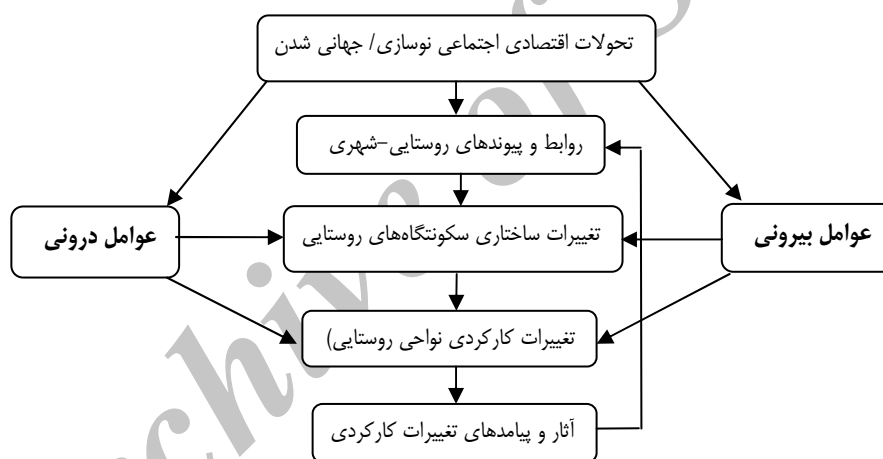 تحولات اقتصادی اجتماعی نوسازی/ جهانی شدن
روابط و پیوندهای روستایی-شهری
عوامل بیرونی
تغییرات ساختاری سکونتگاه‌های روستایی
عوامل درونی
تغییرات کارکردی نواحی روستایی)
آثار و پیامدهای تغییرات کارکردی